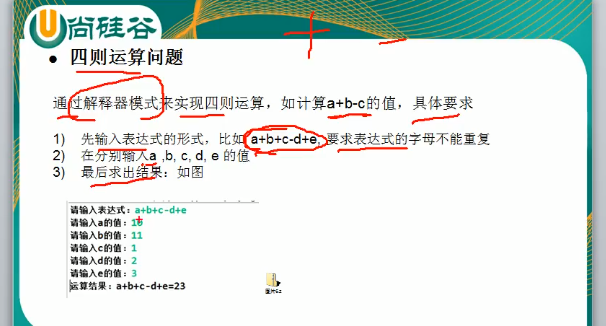 尚硅谷
● 四则运算问题
通过解释器模式来实现四则运算，如计算a+b-c的值，具体要求
1) 先输入表达式的形式，比如 a+b+c-d+e, 要求表达式的字母不能重复
2) 在分别输入a ,b, c, d, e 的值
3) 最后求出结果：如图
请输入表达式：a+b+c-d+e
请输入a的值：10
请输入b的值：11
请输入c的值：1
请输入d的值：2
请输入e的值：3
运算结果：a+b+c-d+e=23